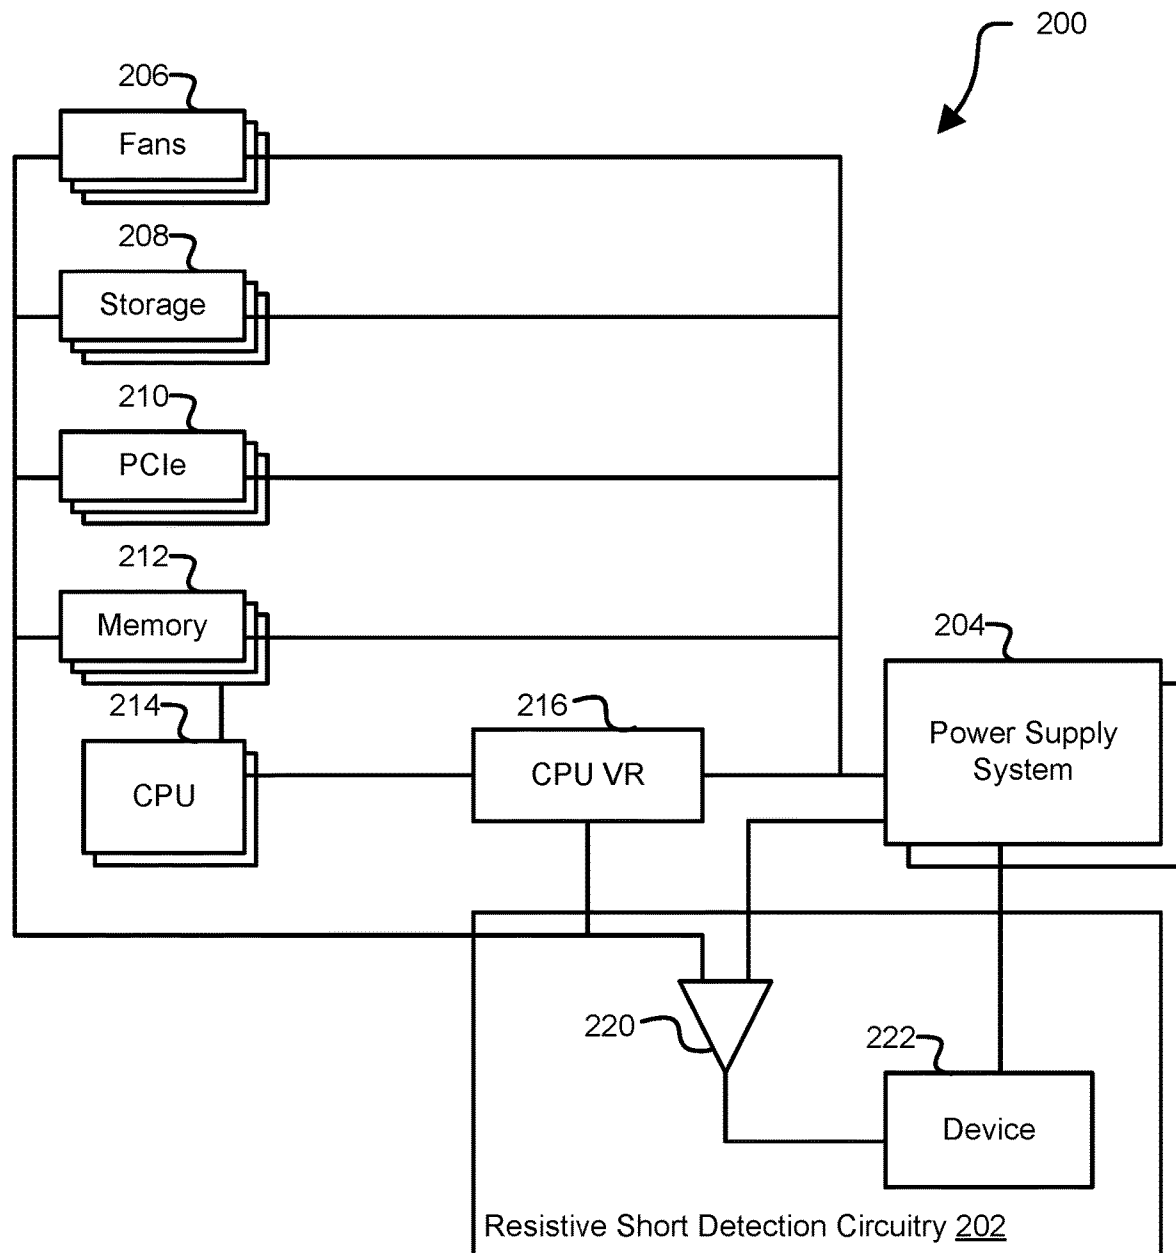 200
206
Fans
208
Storage
210
PCIe
212
Memory
204
Power Supply
System
214
CPU
216
CPU VR
220
222
Device
Resistive Short Detection Circuitry 202